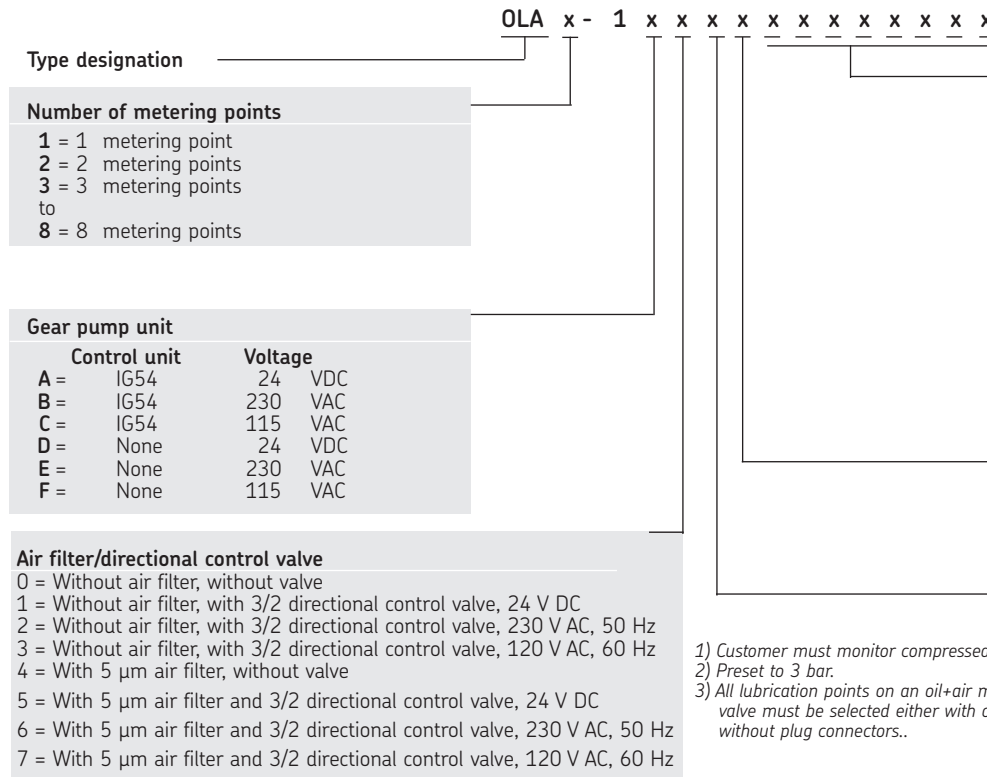 OLA x - 1 x x x x x x x x x x x x
Type designation
Number of metering points
1 = 1 metering point
2 = 2 metering points
3 = 3 metering points
to
8 = 8 metering points
Gear pump unit
Control unit Voltage
A = IG54 24 VDC
B = IG54 230 VAC
C = IG54 115 VAC
D = None 24 VDC
E = None 230 VAC
F = None 115 VAC
Air filter/directional control valve
0 = Without air filter, without valve
1 = Without air filter, with 3/2 directional control valve, 24 V DC
2 = Without air filter, with 3/2 directional control valve, 230 V AC, 50 Hz
3 = Without air filter, with 3/2 directional control valve, 120 V AC, 60 Hz
4 = With 5 µm air filter, without valve
5 = With 5 µm air filter and 3/2 directional control valve, 24 V DC
6 = With 5 µm air filter and 3/2 directional control valve, 230 V AC, 50 Hz
7 = With 5 µm air filter and 3/2 directional control valve, 120 V AC, 60 Hz
1) Customer must monitor compressed
2) Preset to 3 bar.
3) All lubrication points on an oil+air
valve must be selected either with
without plug connectors..